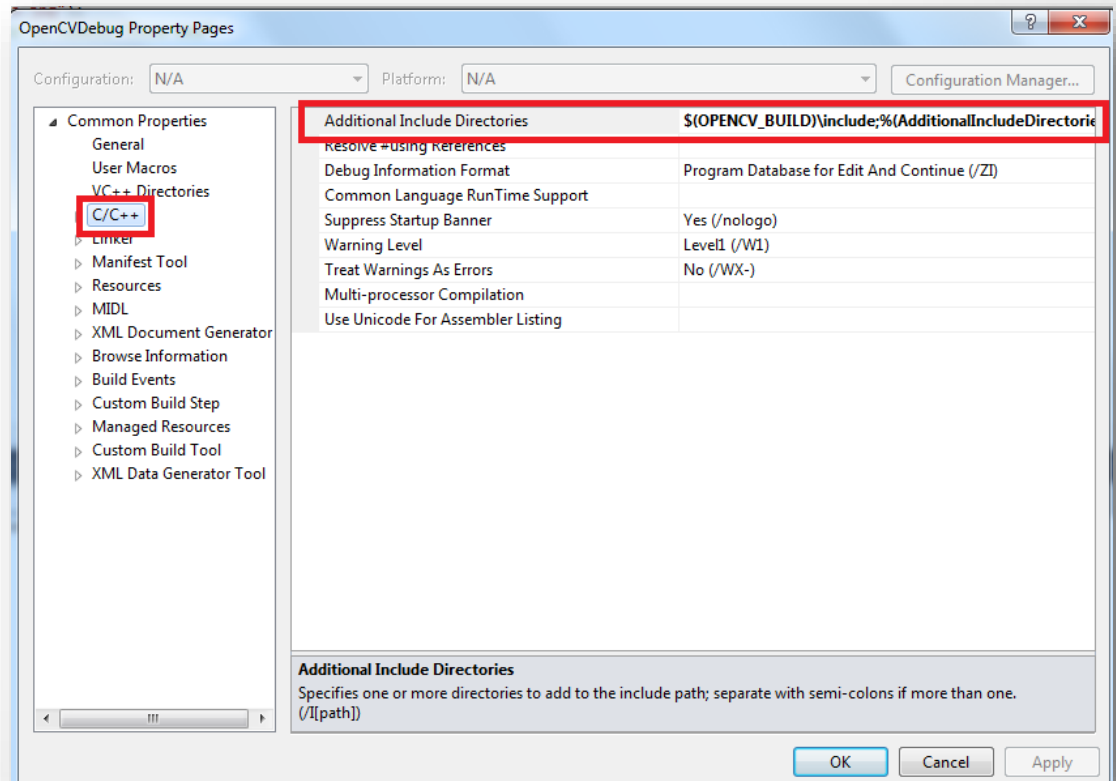 OpenCVDebug Property Pages
Configuration: N/A Platform: N/A Configuration Manager...
Common Properties
General
User Macros
VC++ Directories
C/C++
Linker
Manifest Tool
Resources
MIDL
XML Document Generator
Browse Information
Build Events
Custom Build Step
Managed Resources
Custom Build Tool
XML Data Generator Tool
Additional Include Directories $(OPENCV_BUILD)\include;%(AdditionalIncludeDirectorie
Resolve #using References
Debug Information Format Program Database for Edit And Continue (/ZI)
Common Language RunTime Support
Suppress Startup Banner Yes (/nologo)
Warning Level Level1 (/W1)
Treat Warnings As Errors No (/WX-)
Multi-processor Compilation
Use Unicode For Assembler Listing
Additional Include Directories
Specifies one or more directories to add to the include path; separate with semi-colons if more than one.
(/I[path])
OK Cancel Apply